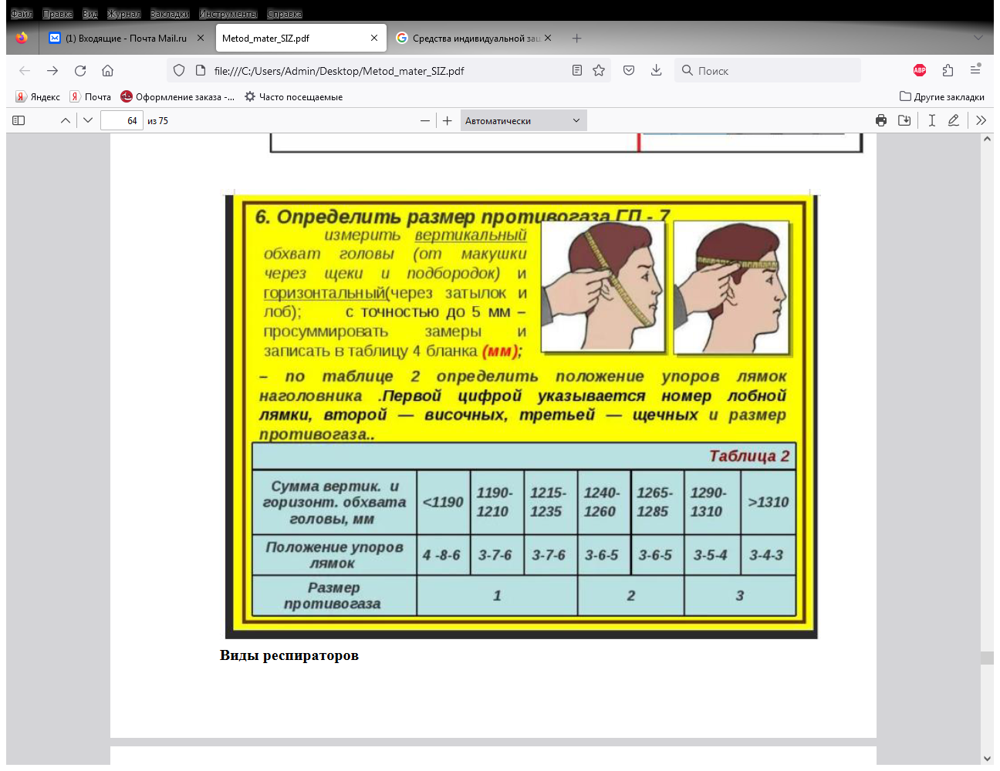 Файл Правка Вид Журнал Закладки Инструменты Справка
(1) Входящие - Почта Mail.ru
Metod_mater_SIZ.pdf
Средства индивидуальной защ
file:///C:/Users/Admin/Desktop/Metod_mater_SIZ.pdf
Поиск
ABP
Яндекс Почта Оформление заказа -... Часто посещаемые Другие закладки
64 из 75 Автоматически
6. Определить размер противогаза ГП - 7
измерить вертикальный
обхват головы (от макушки
через щеки и подбородок) и
горизонтальный(через затылок и
лоб); с точностью до 5 мм –
просуммировать замеры и
записать в таблицу 4 бланка (мм);
– по таблице 2 определить положение упоров лямок
наголовника .Первой цифрой указывается номер лобной
лямки, второй — височных, третьей — щечных и размер
противогаза..
Таблица 2
Сумма вертик. и горизонт. обхвата головы, мм <1190 1190-1210 1215-1235 1240-1260 1265-1285 1290-1310 >1310
Положение упоров лямок 4 -8-6 3-7-6 3-7-6 3-6-5 3-6-5 3-5-4 3-4-3
Размер противогаза 1 2 3
Виды респираторов